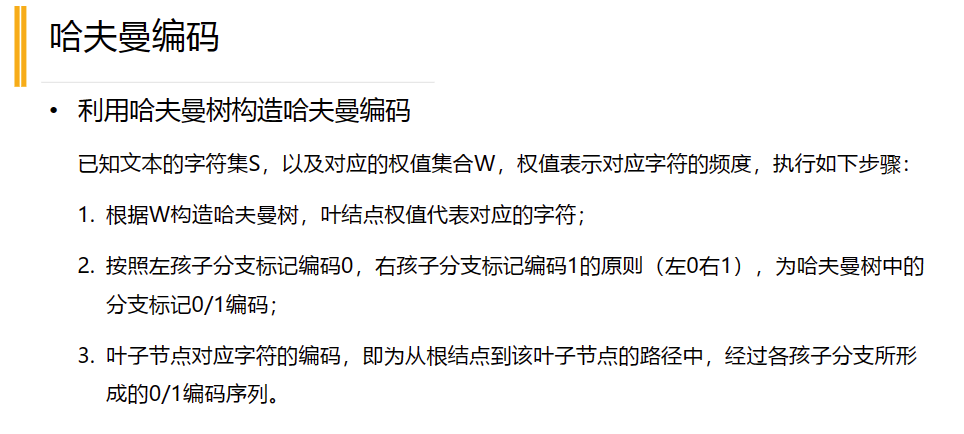 哈夫曼编码
• 利用哈夫曼树构造哈夫曼编码
已知文本的字符集S，以及对应的权值集合W，权值表示对应字符的频度，执行如下步骤：
1. 根据W构造哈夫曼树，叶结点权值代表对应的字符；
2. 按照左孩子分支标记编码0，右孩子分支标记编码1的原则（左0右1），为哈夫曼树中的
分支标记0/1编码；
3. 叶子节点对应字符的编码，即为从根结点到该叶子节点的路径中，经过各孩子分支所形
成的0/1编码序列。